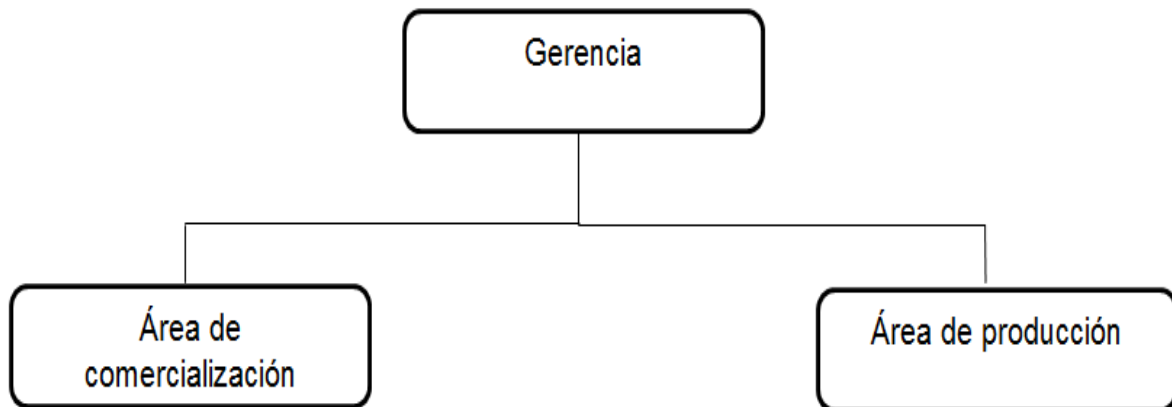 Gerencia
Área de
comercialización
Área de producción